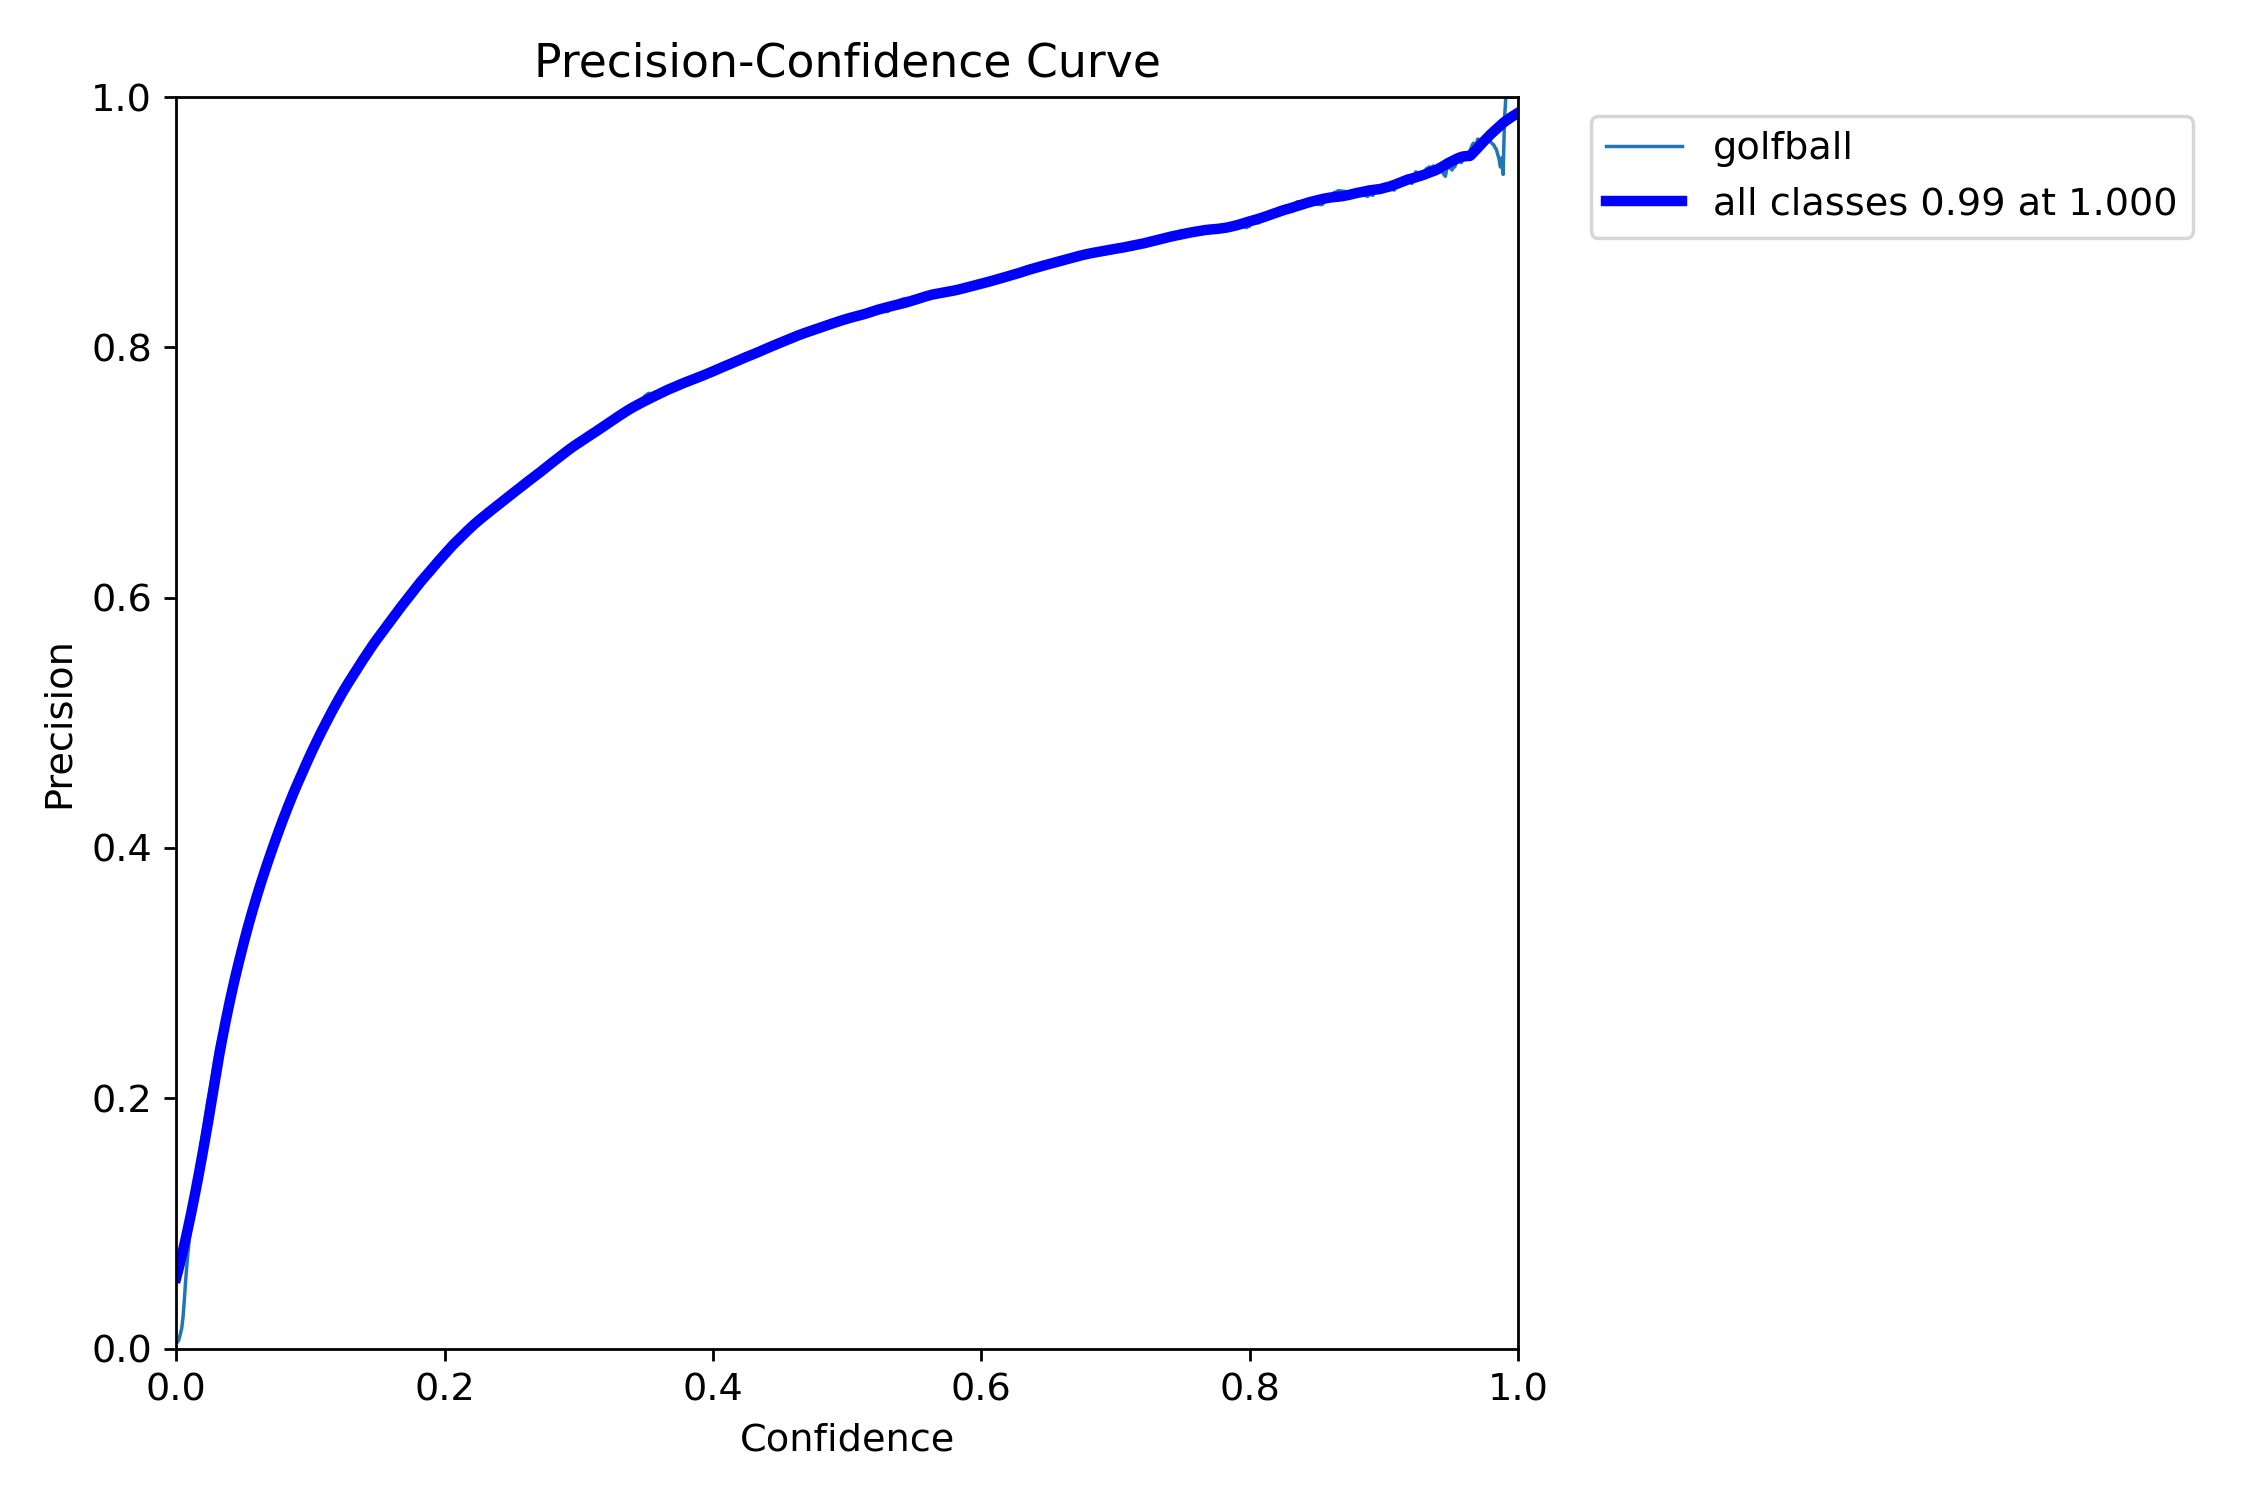 Precision-Confidence Curve
1.0
0.8
0.6
0.4
0.2
0.0
Precision
0.0 0.2 0.4 0.6 0.8 1.0
Confidence
golfball
all classes 0.99 at 1.000